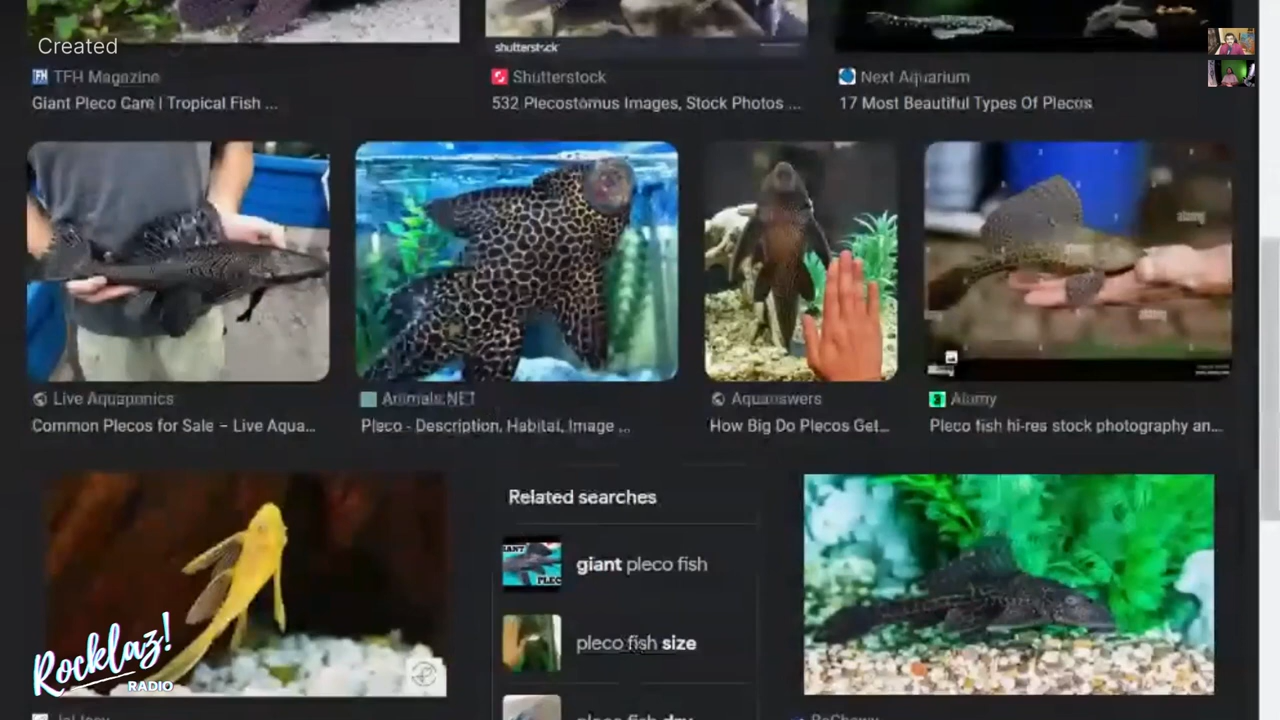 shutterstock
Created
TFH Magazine
Shutterstock
Next Aquarium
Giant Pleco Care | Tropical Fish ...
532 Plecostomus Images, Stock Photos ...
17 Most Beautiful Types Of Plecos
alamy
alamy
Live Aquaponics
Animals.NET
Aquanswers
Alamy
Common Plecos for Sale – Live Aqua...
Pleco - Description, Habitat, Image ...
How Big Do Plecos Get...
Pleco fish hi-res stock photography an...
Related searches
giant pleco fish
pleco fish size
Rocklaz!
RADIO